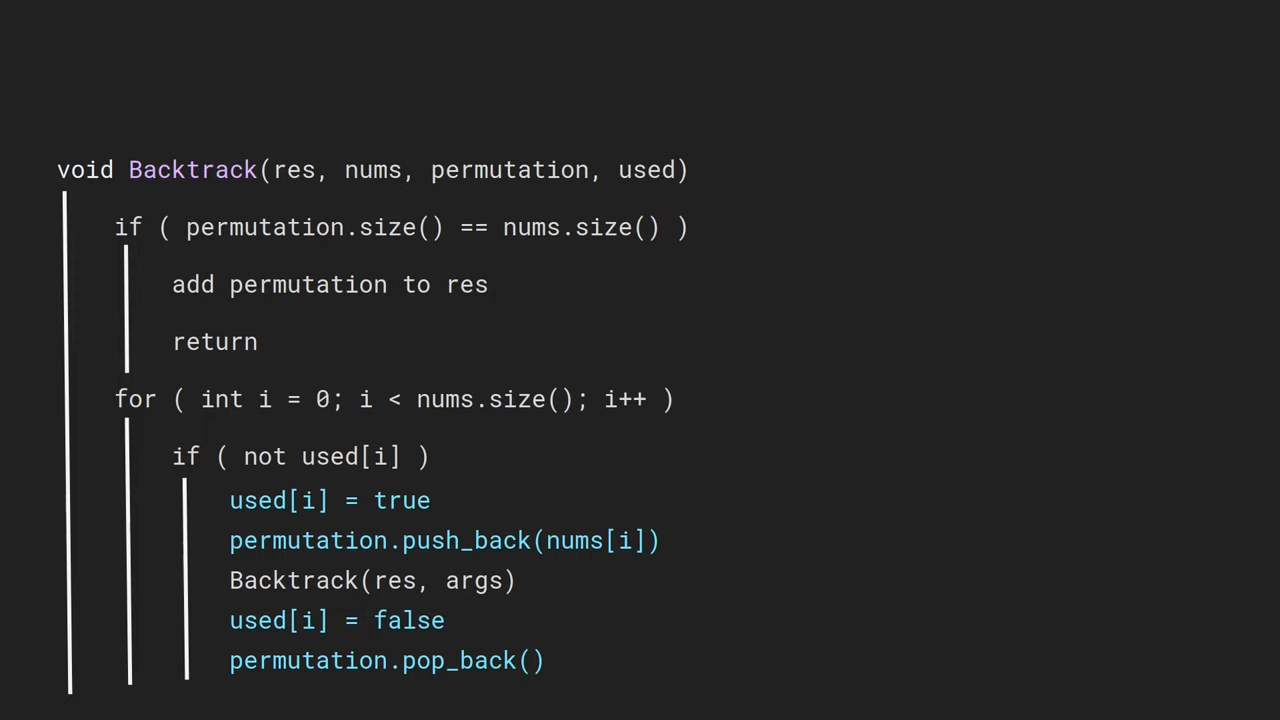 void Backtrack(res, nums, permutation, used)
if ( permutation.size() == nums.size() )
add permutation to res
return
for ( int i = 0; i < nums.size(); i++ )
if ( not used[i] )
used[i] = true
permutation.push_back(nums[i])
Backtrack(res, args)
used[i] = false
permutation.pop_back()